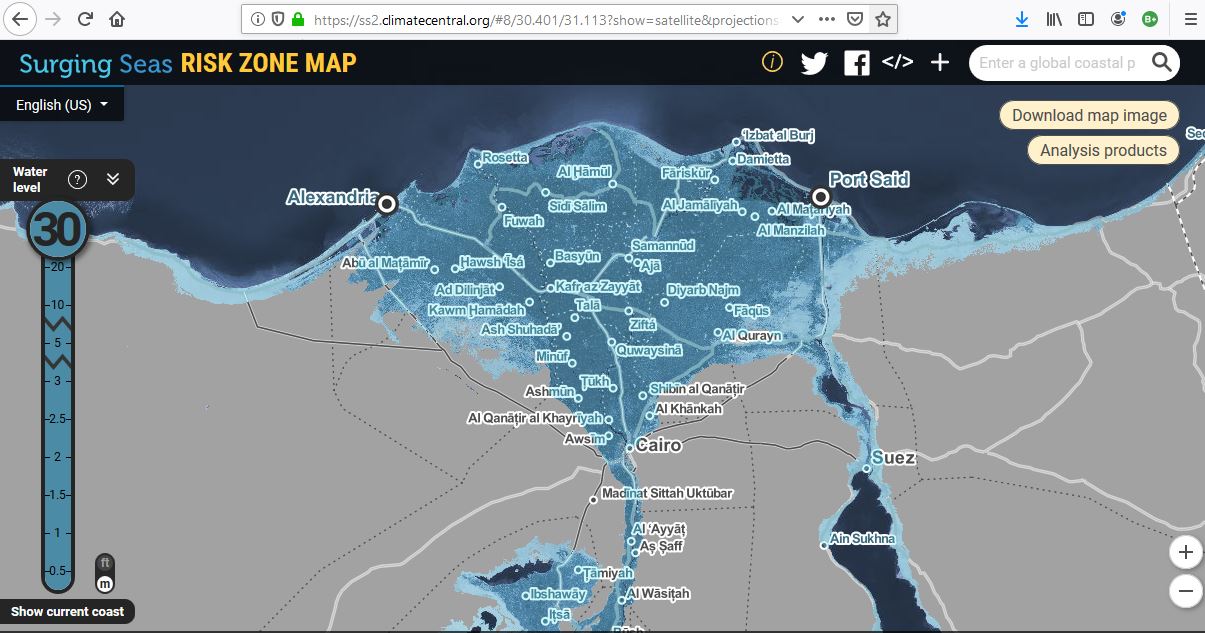 https://ss2.climatecentral.org/#8/30.401/31.113?show=satellite&projections
Surging Seas RISK ZONE MAP
Enter a global coastal p
English (US)
Download map image
Analysis products
Water
level
?
30
20
10
5
3
2.5
2
1.5
1
0.5
ft
m
Show current coast
Alexandria
Rosetta
Al Ḩāmūl
'Izbat al Burj
Damietta
Fāriskūr
Port Said
Sīdī Sālim
Fuwah
Al Jamālīyah
Al Maţarīyah
Al Manzilah
Samannūd
Abū al Maţāmīr
Ḩawsh 'Īsá
Basyūn
Ajā
Ad Dilinjāt
Kafr az Zayyāt
Diyarb Najm
Kawm Ḩamādah
Talā
Fāqūs
Ash Shuhadā'
Ziftá
Al Qurayn
Minūf
Quwaysinā
Ţūkh
Ashmūn
Shibīn al Qanāţir
Al Khānkah
Al Qanāţir al Khayrīyah
Awsīm
Cairo
Suez
Madīnat Sittah Uktūbar
Al 'Ayyāţ
Aş Şaff
Ain Sukhna
Ţāmiyah
Ibshawāy
Al Wāsiţah
Iţsā
+
−